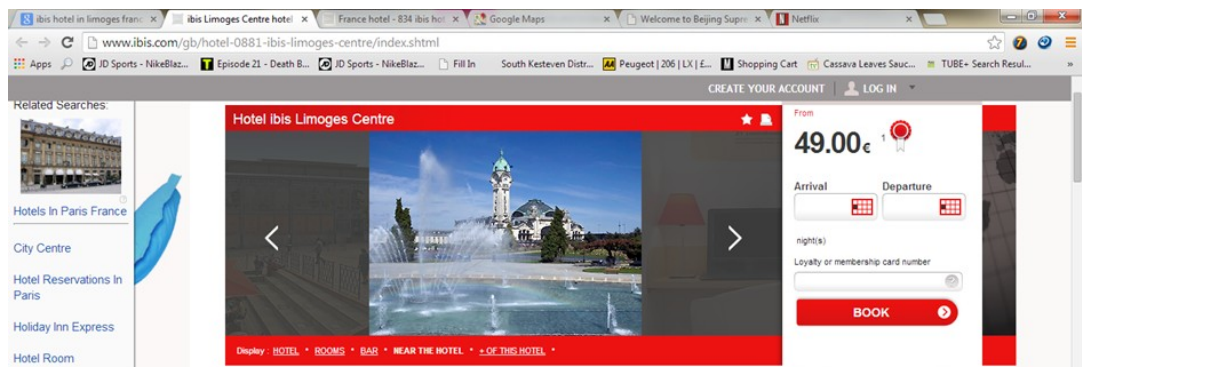 ibis hotel in limoges franc
ibis Limoges Centre hotel
France hotel - 834 ibis hot
Google Maps
Welcome to Beijing Supre
Netflix
www.ibis.com/gb/hotel-0881-ibis-limoges-centre/index.shtml
Apps
JD Sports - NikeBlaz...
Episode 21 - Death B...
JD Sports - NikeBlaz...
Fill In
South Kesteven Distr...
Peugeot | 206 | LX | £...
Shopping Cart
Cassava Leaves Sauc...
TUBE+ Search Resul...
»
CREATE YOUR ACCOUNT
LOG IN
Related Searches:
Hotels In Paris France
City Centre
Hotel Reservations In
Paris
Holiday Inn Express
Hotel Room
Hotel ibis Limoges Centre
Display : HOTEL * ROOMS * BAR * NEAR THE HOTEL * + OF THIS HOTEL *
From
49.00€ 1
Arrival Departure
night(s)
Loyalty or membership card number
BOOK